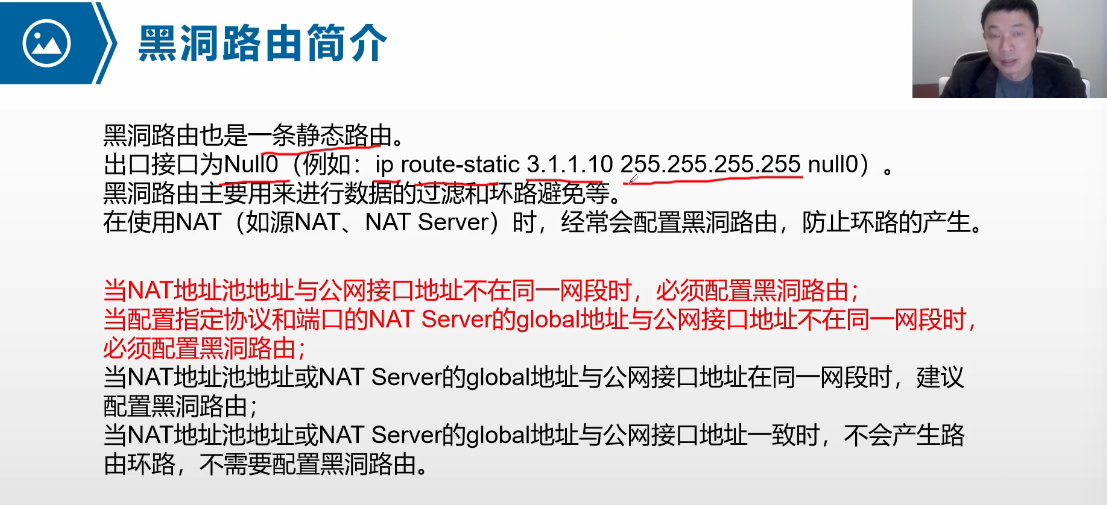 黑洞路由简介
黑洞路由也是一条静态路由。
出口接口为Null0（例如：ip route-static 3.1.1.10 255.255.255.255 null0）。
黑洞路由主要用来进行数据的过滤和环路避免等。
在使用NAT（如源NAT、NAT Server）时，经常会配置黑洞路由，防止环路的产生。
当NAT地址池地址与公网接口地址不在同一网段时，必须配置黑洞路由；
当配置指定协议和端口的NAT Server的global地址与公网接口地址不在同一网段时，
必须配置黑洞路由；
当NAT地址池地址或NAT Server的global地址与公网接口地址在同一网段时，建议
配置黑洞路由；
当NAT地址池地址或NAT Server的global地址与公网接口地址一致时，不会产生路
由环路，不需要配置黑洞路由。